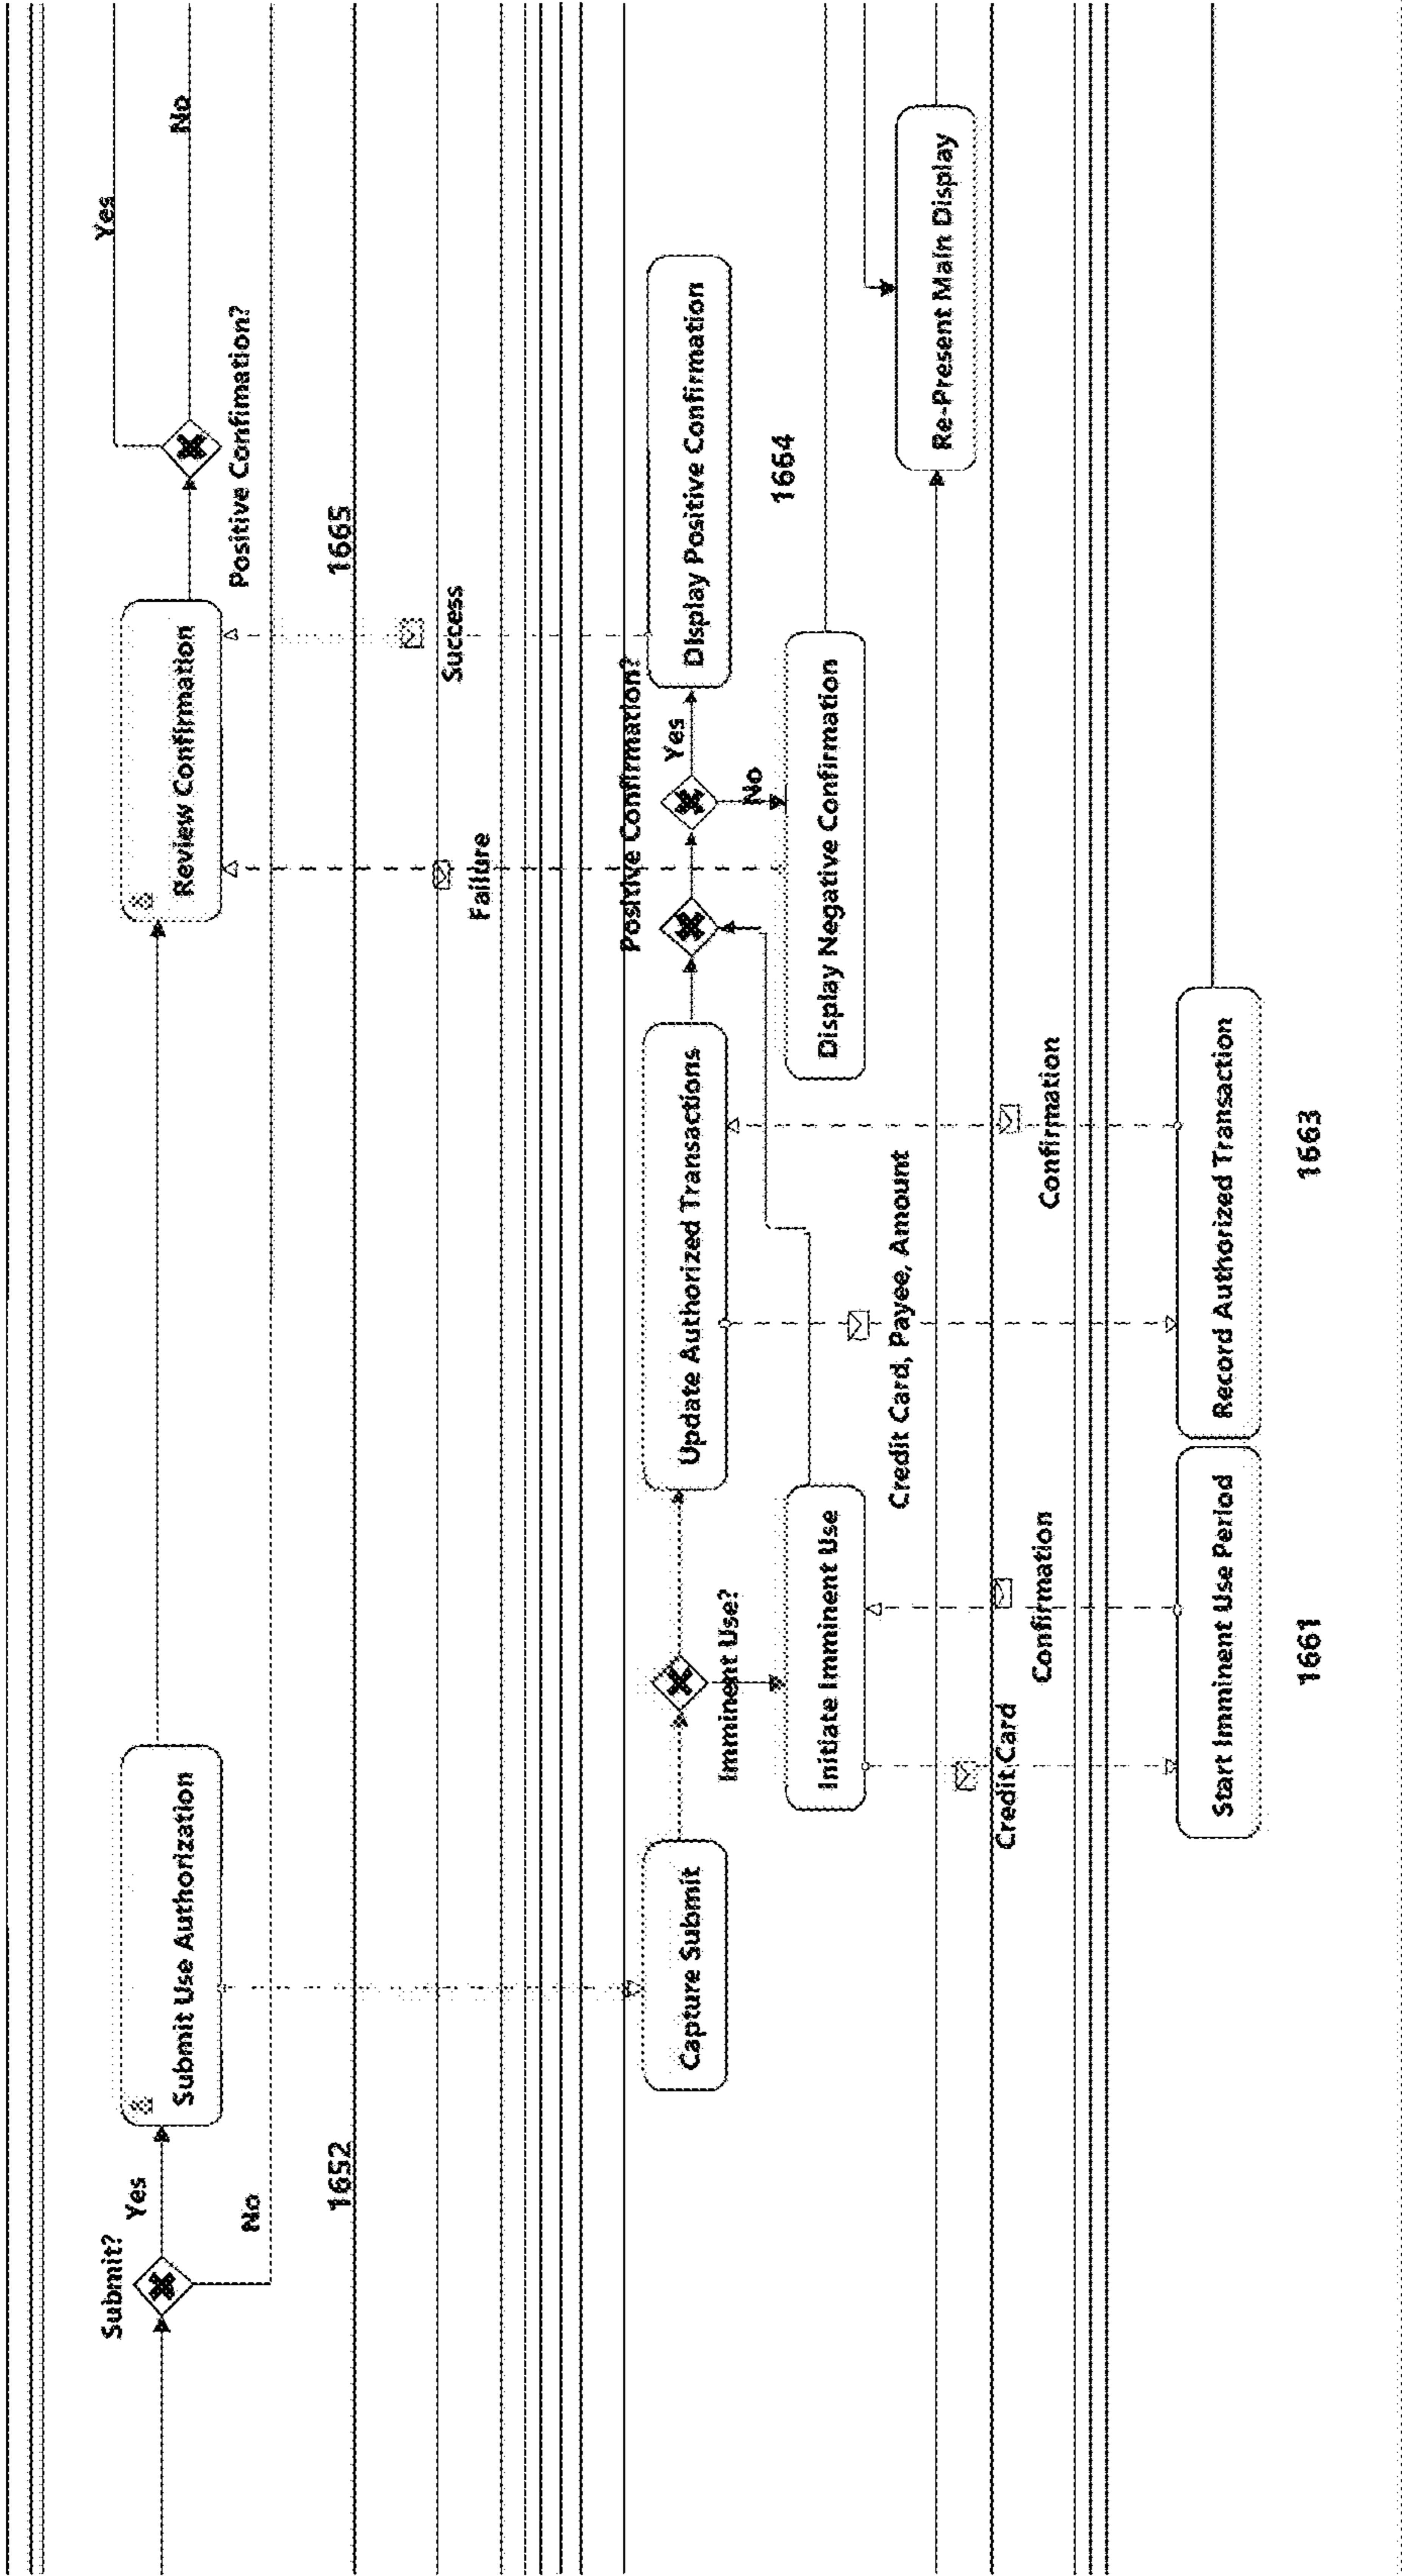 Submit?
Yes
No
Submit Use Authorization
1652
Review Confirmation
Positive Confimation?
Yes
No
1665
Success
Failure
Capture Submit
Imminent Use?
Update Authorized Transactions
Initiate Imminent Use
Positive Confirmation?
Yes
No
Display Positive Confirmation
Display Negative Confirmation
1664
Re-Present Main Display
Credit Card
Confirmation
Credit Card, Payee, Amount
Confirmation
Start Imminent Use Period
Record Authorized Transaction
1661
1663